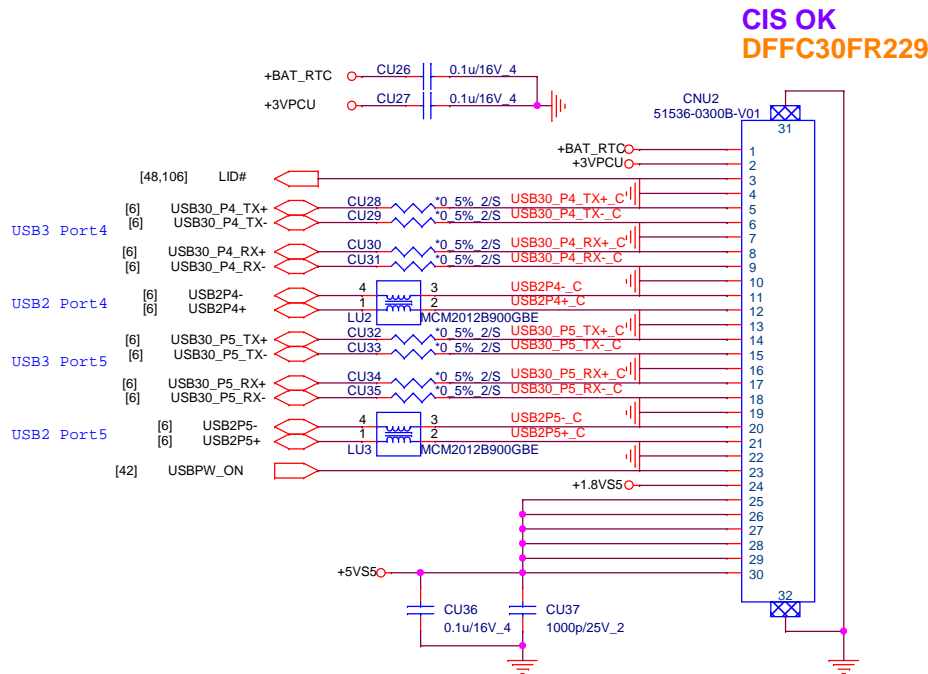 CIS OK
DFFC30FR229
+BAT_RTC CU26 0.1u/16V_4
+3VPCU CU27 0.1u/16V_4
CNU2
51536-0300B-V01
31
+BAT_RTC 1
+3VPCU 2
[48,106] LID# 3
4
[6] USB30_P4_TX+ CU28 *0_5%_2/S USB30_P4_TX+_C 5
[6] USB30_P4_TX- CU29 *0_5%_2/S USB30_P4_TX-_C 6
USB3 Port4
7
[6] USB30_P4_RX+ CU30 *0_5%_2/S USB30_P4_RX+_C 8
[6] USB30_P4_RX- CU31 *0_5%_2/S USB30_P4_RX-_C 9
10
[6] USB2P4- 4 3 USB2P4-_C 11
USB2 Port4
[6] USB2P4+ 1 2 USB2P4+_C 12
LU2 MCM2012B900GBE
13
[6] USB30_P5_TX+ CU32 *0_5%_2/S USB30_P5_TX+_C 14
[6] USB30_P5_TX- CU33 *0_5%_2/S USB30_P5_TX-_C 15
USB3 Port5
16
[6] USB30_P5_RX+ CU34 *0_5%_2/S USB30_P5_RX+_C 17
[6] USB30_P5_RX- CU35 *0_5%_2/S USB30_P5_RX-_C 18
19
[6] USB2P5- 4 3 USB2P5-_C 20
USB2 Port5
[6] USB2P5+ 1 2 USB2P5+_C 21
LU3 MCM2012B900GBE
22
[42] USBPW_ON 23
+1.8VS5 24
25
26
27
28
29
+5VS5 30
32
CU36 CU37
0.1u/16V_4 1000p/25V_2